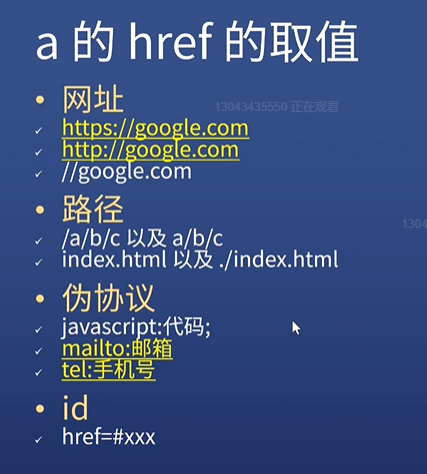 a 的 href 的取值
网址
13043435550 正在观看
https://google.com
http://google.com
//google.com
路径
1304
/a/b/c 以及 a/b/c
index.html 以及 ./index.html
伪协议
javascript:代码;
mailto:邮箱
tel:手机号
id
href=#xxx